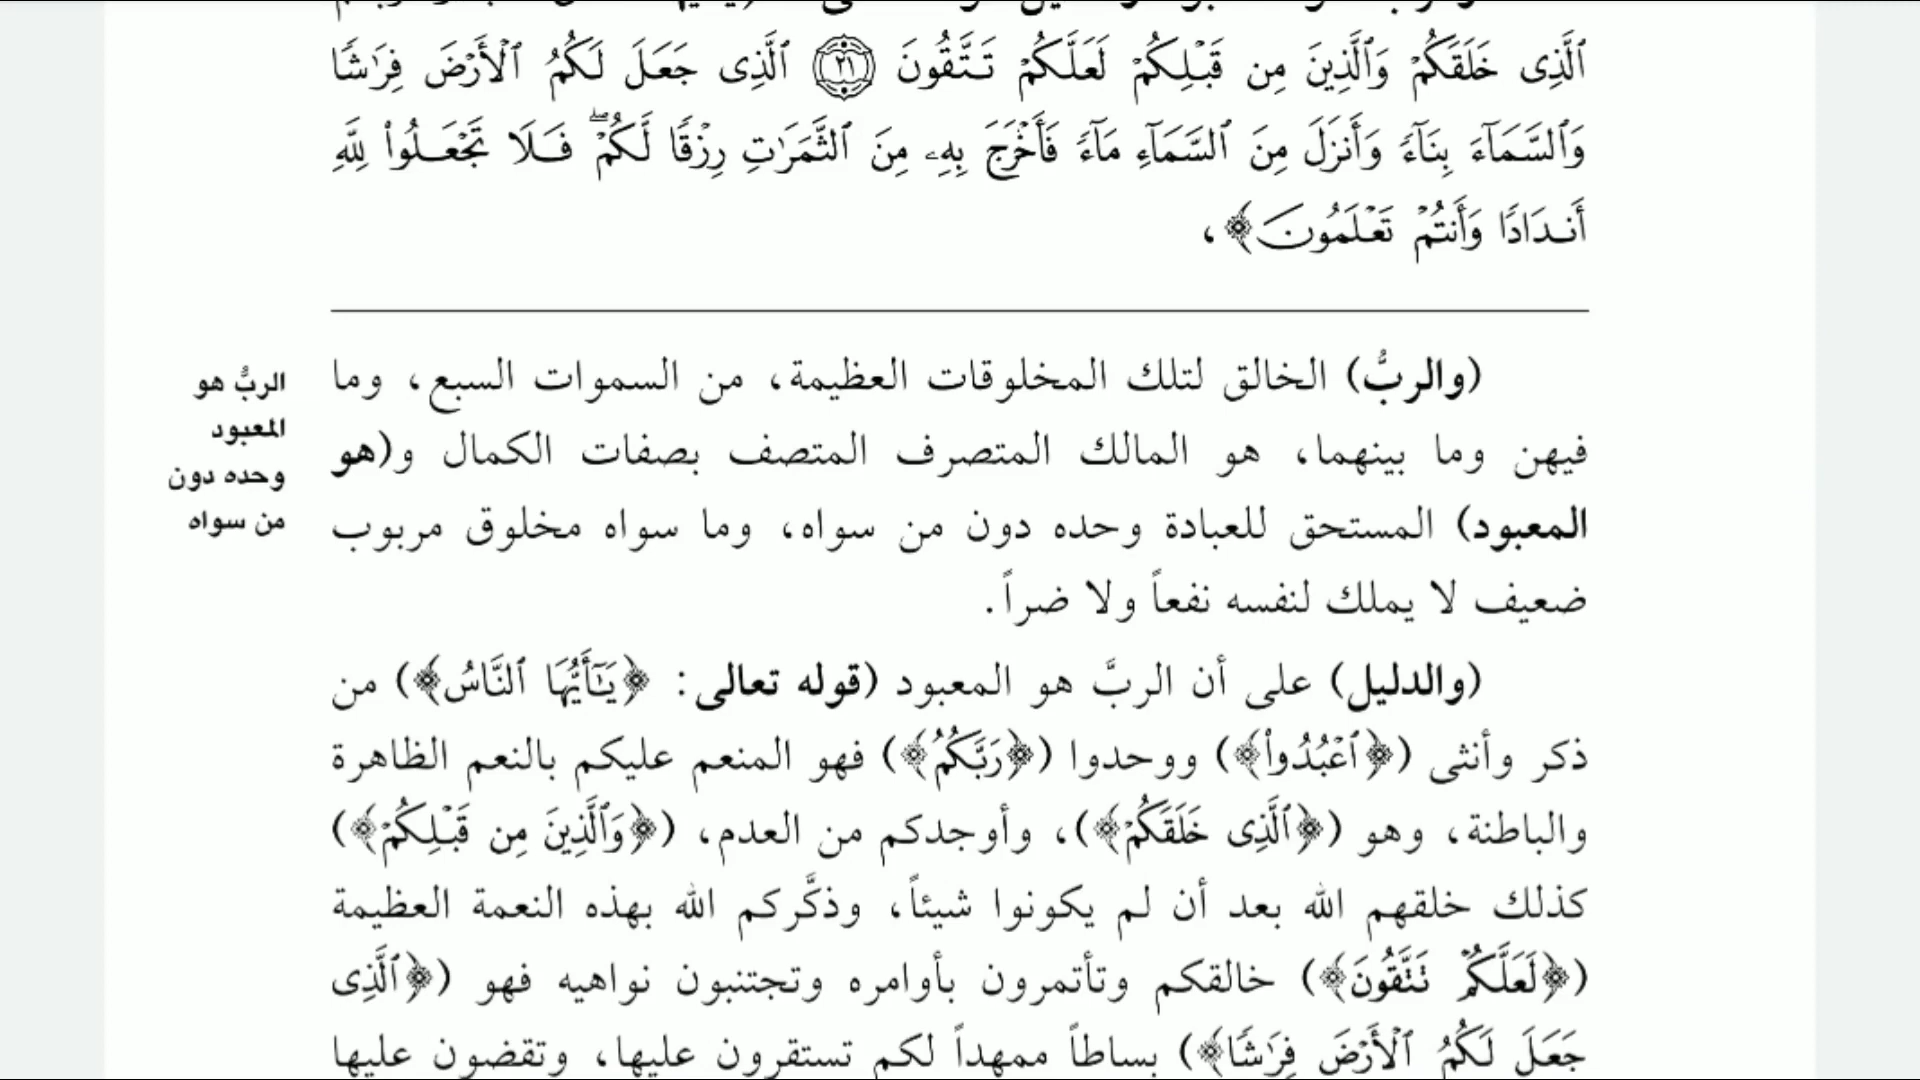 ٱلَّذِى خَلَقَكُمْ وَٱلَّذِينَ مِن قَبْلِكُمْ لَعَلَّكُمْ تَتَّقُونَ ٢١ ٱلَّذِى جَعَلَ لَكُمُ ٱلْأَرْضَ فِرَٰشًا
وَٱلسَّمَآءَ بِنَآءً وَأَنزَلَ مِنَ ٱلسَّمَآءِ مَآءً فَأَخْرَجَ بِهِۦ مِنَ ٱلثَّمَرَٰتِ رِزْقًا لَّكُمْ ۖ فَلَا تَجْعَلُوا۟ لِلَّهِ
أَندَادًا وَأَنتُمْ تَعْلَمُونَ﴾،
(والربُّ) الخالق لتلك المخلوقات العظيمة، من السموات السبع، وما
فيهن وما بينهما، هو المالك المتصرف المتصف بصفات الكمال و(هو
المعبود) المستحق للعبادة وحده دون من سواه، وما سواه مخلوق مربوب
ضعيف لا يملك لنفسه نفعاً ولا ضراً.
(والدليل) على أن الربَّ هو المعبود (قوله تعالى: ﴿يَـٰٓأَيُّهَا ٱلنَّاسُ﴾) من
ذكر وأنثى (﴿ٱعْبُدُوا۟﴾) ووحدوا (﴿رَبَّكُمُ﴾) فهو المنعم عليكم بالنعم الظاهرة
والباطنة، وهو (﴿ٱلَّذِى خَلَقَكُمْ﴾)، وأوجدكم من العدم، (﴿وَٱلَّذِينَ مِن قَبْلِكُمْ﴾)
كذلك خلقهم الله بعد أن لم يكونوا شيئاً، وذكَّركم الله بهذه النعمة العظيمة
(﴿لَعَلَّكُمْ تَتَّقُونَ﴾) خالقكم وتأتمرون بأوامره وتجتنبون نواهيه فهو (﴿ٱلَّذِى
جَعَلَ لَكُمُ ٱلْأَرْضَ فِرَٰشًا﴾) بساطاً ممهداً لكم تستقرون عليها، وتقضون عليها
الربُّ هو
المعبود
وحده دون
من سواه